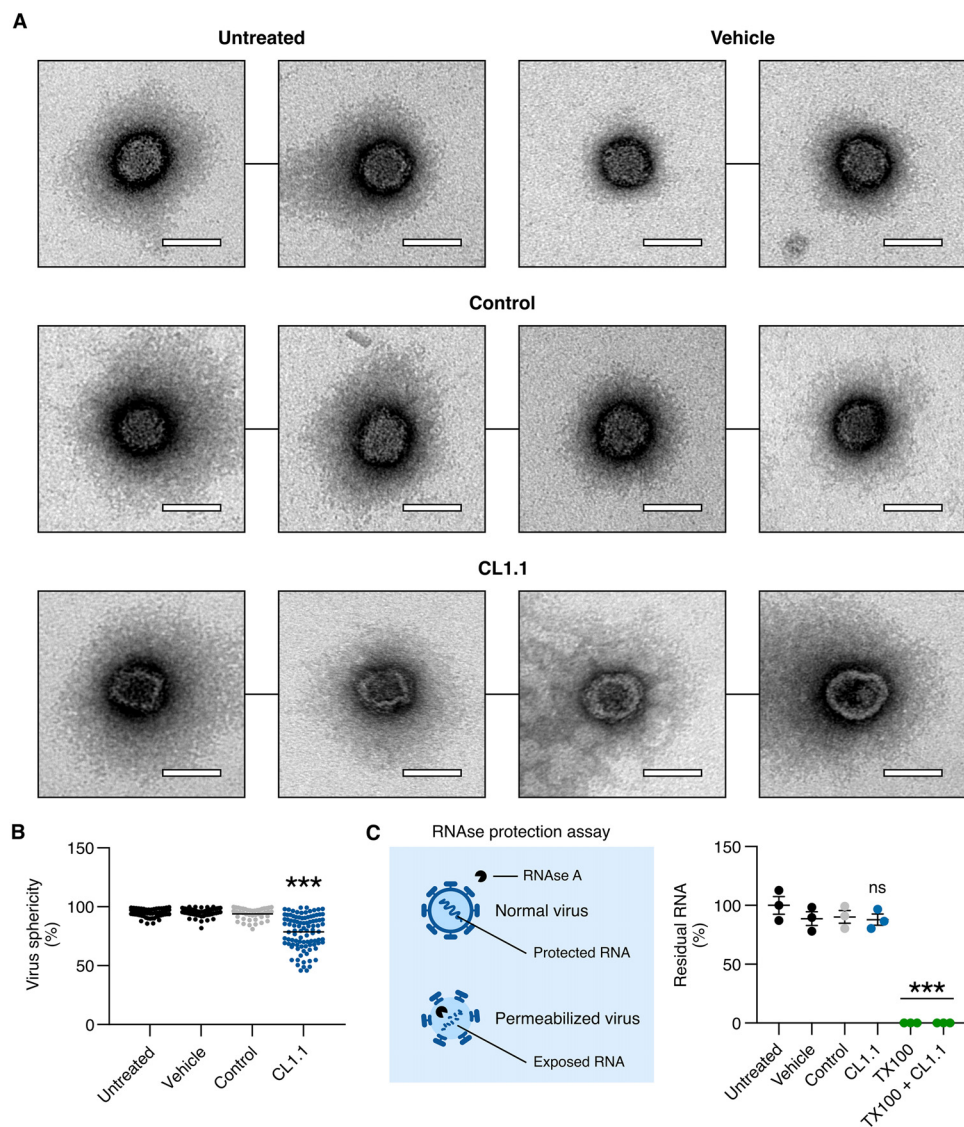 A
Untreated
Vehicle
Control
CL1.1
B
150
100
50
0
Virus sphericity
(%)
***
Untreated
Vehicle
Control
CL1.1
C
RNAse protection assay
RNAse A
Normal virus
Protected RNA
Permeabilized virus
Exposed RNA
150
100
50
0
Residual RNA
(%)
ns
***
Untreated
Vehicle
Control
CL1.1
TX100
TX100 + CL1.1